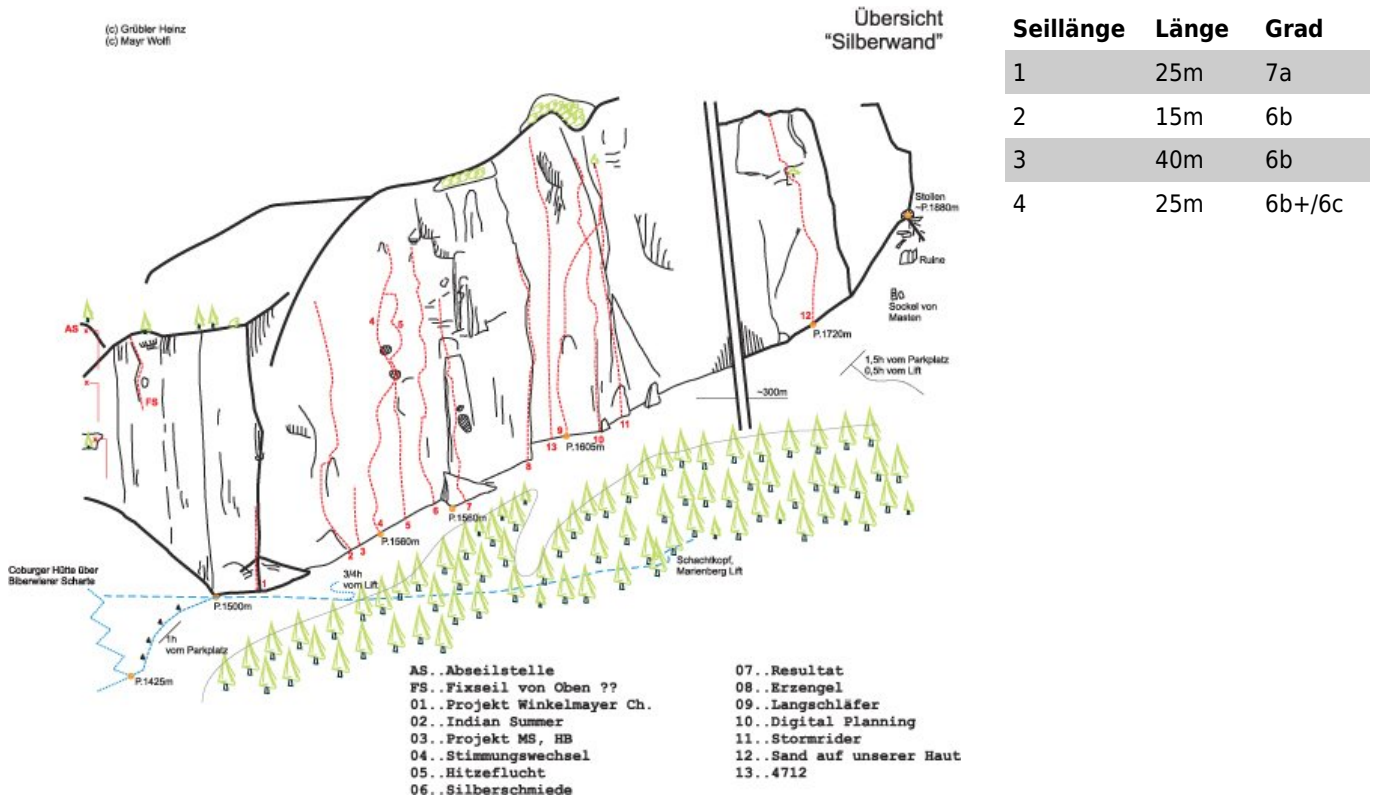 (c) Grübler Heinz
(c) Mayr Wolfi
Übersicht
"Silberwand"
Seillänge Länge Grad
1 25m 7a
2 15m 6b
3 40m 6b
4 25m 6b+/6c
AS
x
FS
x
x
4
5
Stollen
~P.1880m
Ruine
Sockel von
Masten
12
P.1720m
1,5h vom Parkplatz
0,5h vom Lift
~300m
11
9
13
10
P.1605m
8
7
6
P.1560m
5
4
P.1560m
3
2
1
3/4h
vom Lift
Schachtkopf,
Marienberg Lift
Coburger Hütte über
Biberwierer Scharte
P.1500m
1h
vom Parkplatz
P.1425m
AS..Abseilstelle
FS..Fixseil von Oben ??
01..Projekt Winkelmayer Ch.
02..Indian Summer
03..Projekt MS, HB
04..Stimmungswechsel
05..Hitzeflucht
06..Silberschmiede
07..Resultat
08..Erzengel
09..Langschläfer
10..Digital Planning
11..Stormrider
12..Sand auf unserer Haut
13..4712